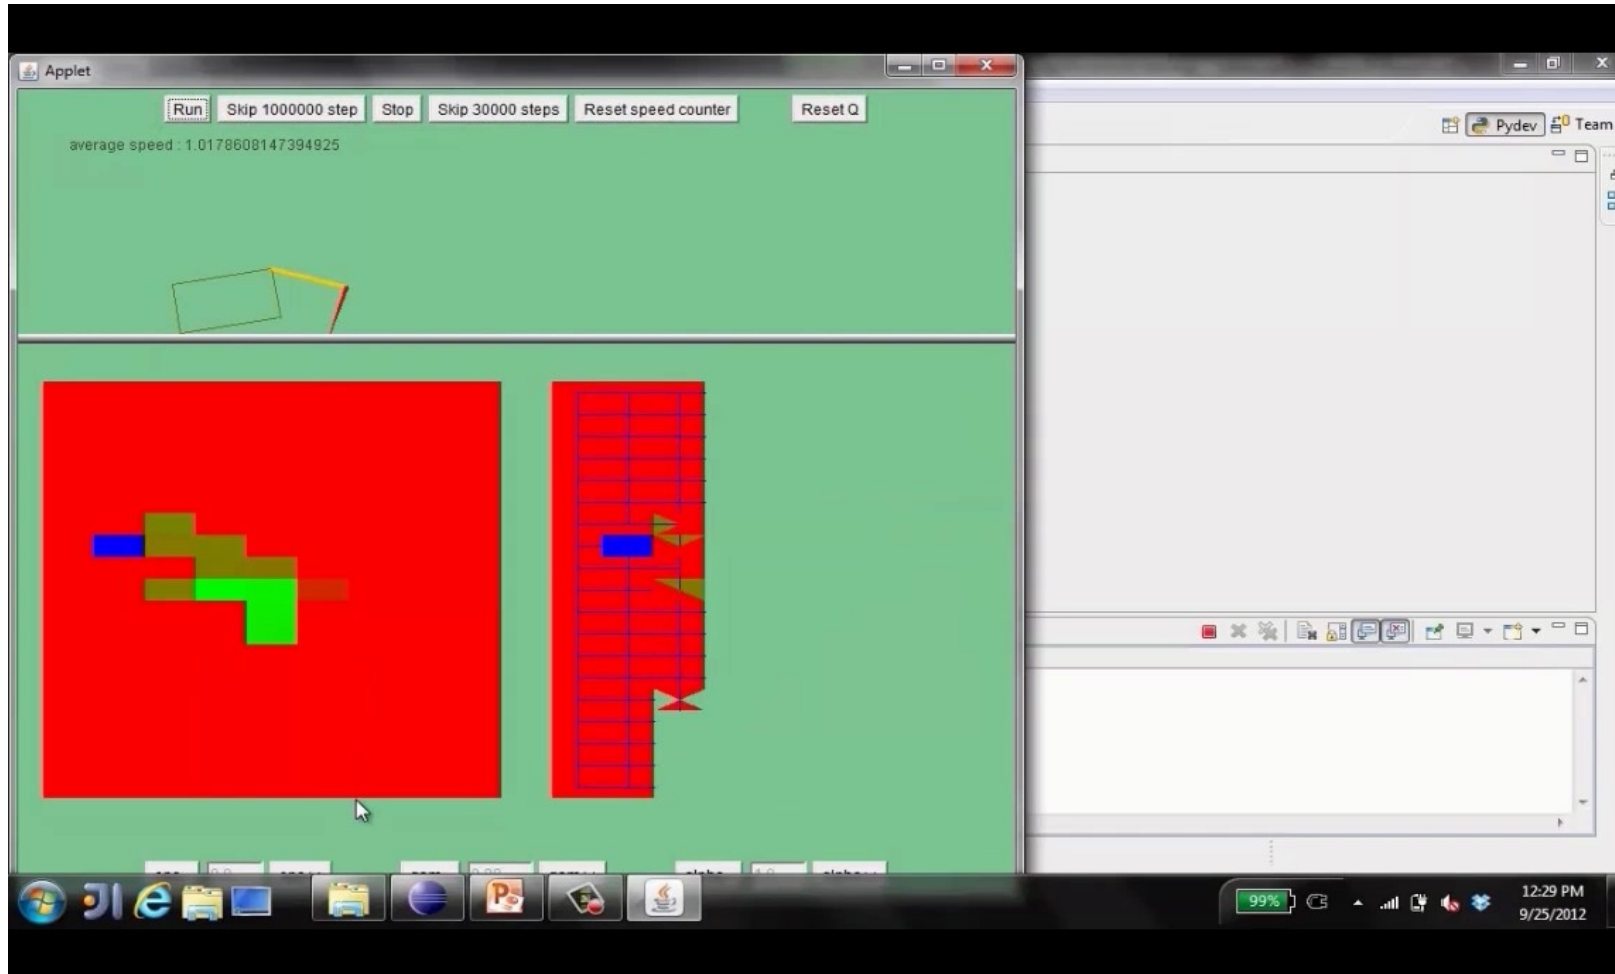 Applet
Run Skip 1000000 step Stop Skip 30000 steps Reset speed counter Reset Q
average speed : 1.0178608147394925
Pydev Team
99%
12:29 PM
9/25/2012